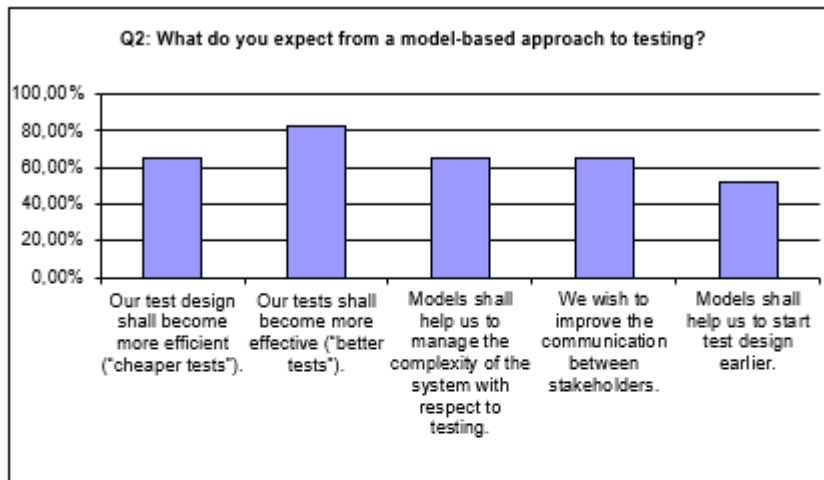 Q2: What do you expect from a model-based approach to testing?
100,00%
80,00%
60,00%
40,00%
20,00%
0,00%
Our test design
shall become
more efficient
("cheaper tests").
Our tests shall
become more
effective ("better
tests").
Models shall
help us to
manage the
complexity of the
system with
respect to
testing.
We wish to
improve the
communication
between
stakeholders.
Models shall
help us to start
test design
earlier.